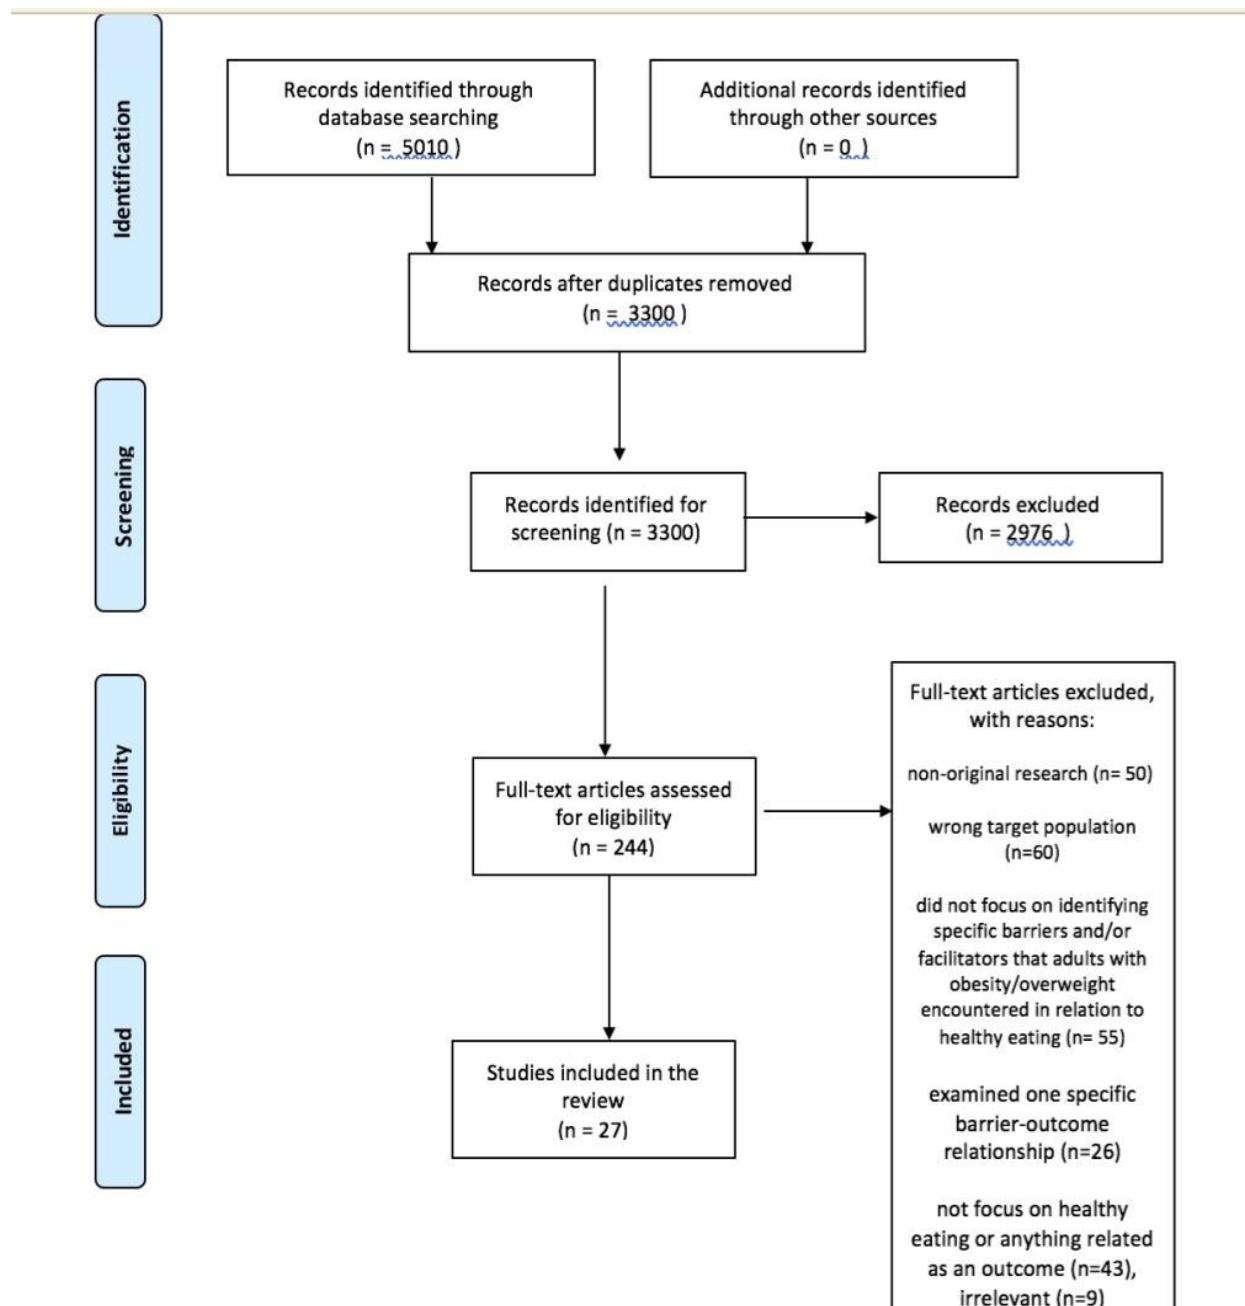 Identification
Records identified through
database searching
(n = 5010 )
Additional records identified
through other sources
(n = 0 )
Records after duplicates removed
(n = 3300 )
Screening
Records identified for
screening (n = 3300)
Records excluded
(n = 2976 )
Eligibility
Full-text articles assessed
for eligibility
(n = 244)
Full-text articles excluded,
with reasons:
non-original research (n= 50)
wrong target population
(n=60)
did not focus on identifying
specific barriers and/or
facilitators that adults with
obesity/overweight
encountered in relation to
healthy eating (n= 55)
examined one specific
barrier-outcome
relationship (n=26)
not focus on healthy
eating or anything related
as an outcome (n=43),
irrelevant (n=9)
Included
Studies included in the
review
(n = 27)